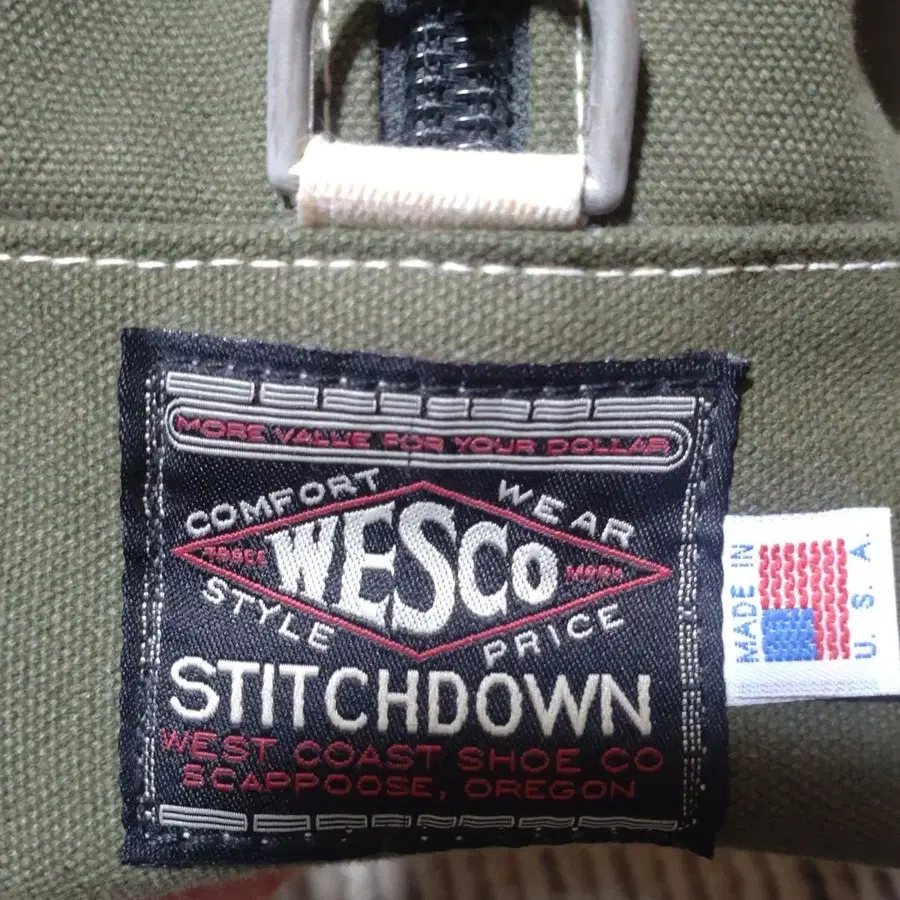 MORE VALUE FOR YOUR DOLLAR
COMFORT WEAR
TRADE WESCO MARK
STYLE PRICE
STITCHDOWN
WEST COAST SHOE CO
SCAPPOOSE, OREGON
MADE IN
U.S.A.